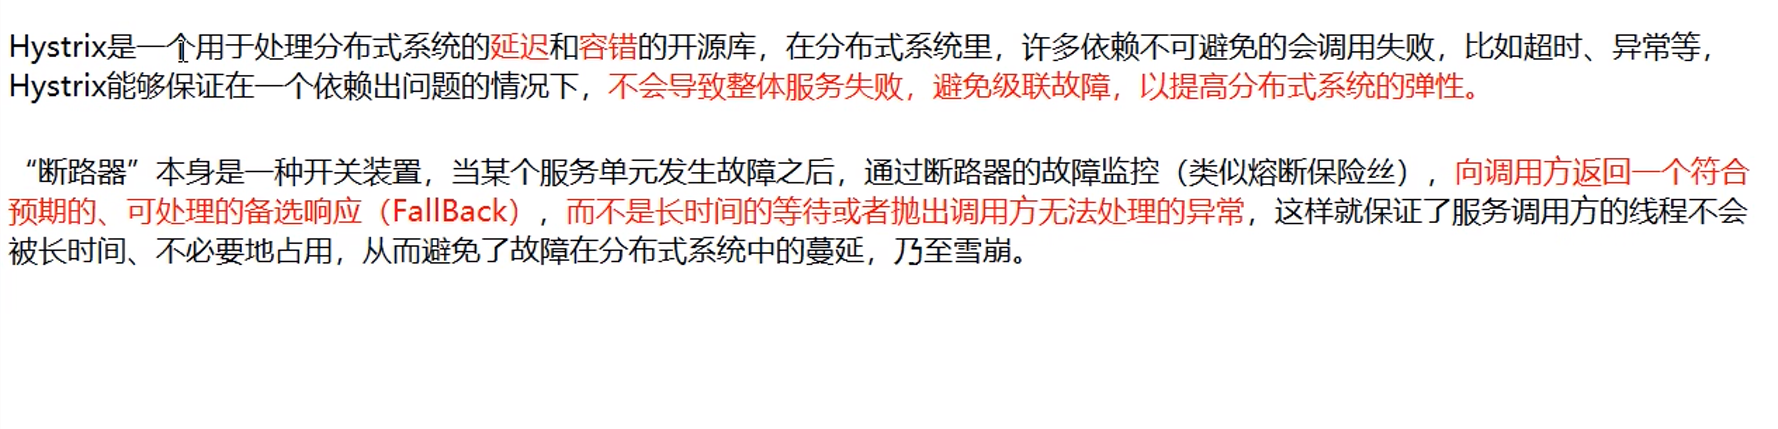 Hystrix是一个用于处理分布式系统的延迟和容错的开源库，在分布式系统里，许多依赖不可避免的会调用失败，比如超时、异常等，
Hystrix能够保证在一个依赖出问题的情况下，不会导致整体服务失败，避免级联故障，以提高分布式系统的弹性。
“断路器”本身是一种开关装置，当某个服务单元发生故障之后，通过断路器的故障监控（类似熔断保险丝），向调用方返回一个符合
预期的、可处理的备选响应（FallBack），而不是长时间的等待或者抛出调用方无法处理的异常，这样就保证了服务调用方的线程不会
被长时间、不必要地占用，从而避免了故障在分布式系统中的蔓延，乃至雪崩。